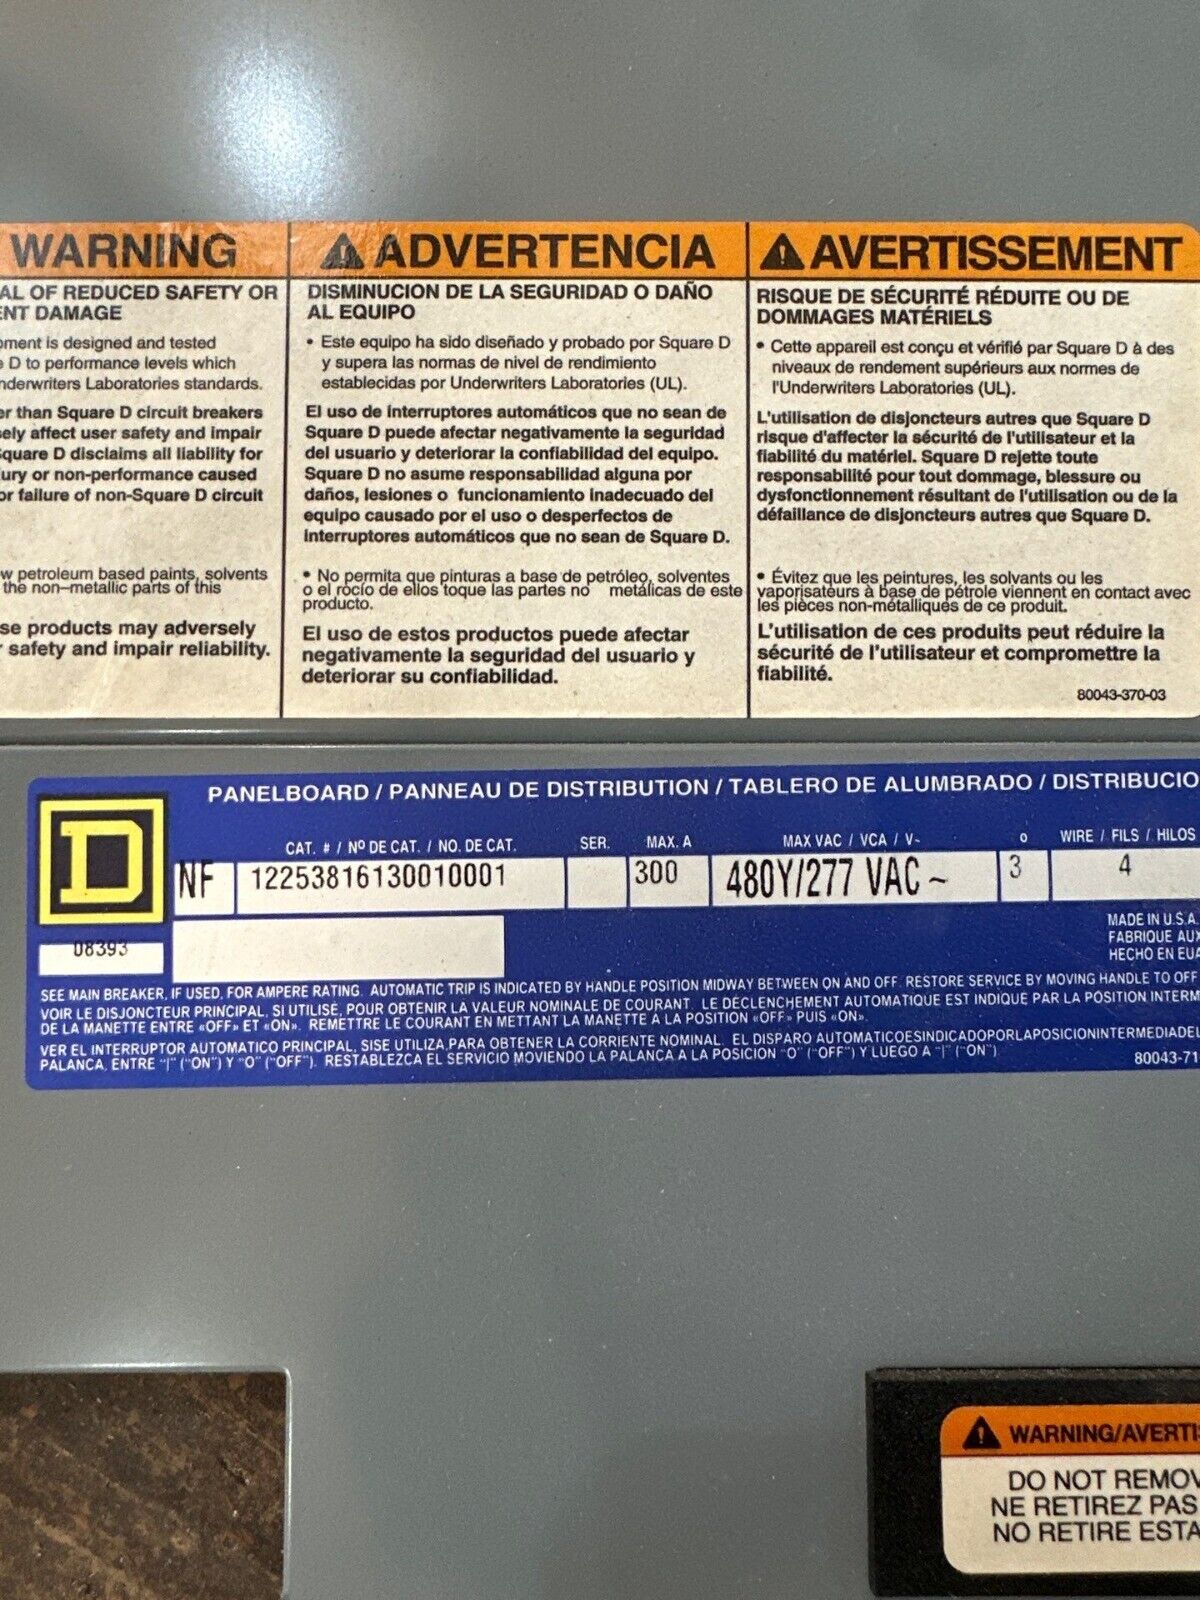 WARNING
AL OF REDUCED SAFETY OR
ENT DAMAGE
pment is designed and tested
e D to performance levels which
nderwriters Laboratories standards.
er than Square D circuit breakers
sely affect user safety and impair
Square D disclaims all liability for
ury or non-performance caused
or failure of non-Square D circuit
w petroleum based paints, solvents
the non-metallic parts of this
se products may adversely
r safety and impair reliability.
ADVERTENCIA
DISMINUCION DE LA SEGURIDAD O DAÑO
AL EQUIPO
• Este equipo ha sido diseñado y probado por Square D
y supera las normas de nivel de rendimiento
establecidas por Underwriters Laboratories (UL).
El uso de interruptores automáticos que no sean de
Square D puede afectar negativamente la seguridad
del usuario y deteriorar la confiabilidad del equipo.
Square D no asume responsabilidad alguna por
daños, lesiones o funcionamiento inadecuado del
equipo causado por el uso o desperfectos de
interruptores automáticos que no sean de Square D.
• No permita que pinturas a base de petróleo, solventes
o el rocío de ellos toque las partes no metálicas de este
producto.
El uso de estos productos puede afectar
negativamente la seguridad del usuario y
deteriorar su confiabilidad.
AVERTISSEMENT
RISQUE DE SÉCURITÉ RÉDUITE OU DE
DOMMAGES MATÉRIELS
• Cette appareil est conçu et vérifié par Square D à des
niveaux de rendement supérieurs aux normes de
l'Underwriters Laboratories (UL).
L'utilisation de disjoncteurs autres que Square D
risque d'affecter la sécurité de l'utilisateur et la
fiabilité du matériel. Square D rejette toute
responsabilité pour tout dommage, blessure ou
dysfonctionnement résultant de l'utilisation ou de la
défaillance de disjoncteurs autres que Square D.
• Évitez que les peintures, les solvants ou les
vaporisateurs à base de pétrole viennent en contact avec
les pièces non-métalliques de ce produit.
L'utilisation de ces produits peut réduire la
sécurité de l'utilisateur et compromettre la
fiabilité.
80043-370-03
PANELBOARD / PANNEAU DE DISTRIBUTION / TABLERO DE ALUMBRADO / DISTRIBUCIO
CAT. # / Nº DE CAT. / NO. DE CAT. SER. MAX. A MAX VAC / VCA / V~ o WIRE / FILS / HILOS
D NF 12253816130010001 300 480Y/277 VAC ~ 3 4
08393
MADE IN U.S.A.
FABRIQUE AUX
HECHO EN EUA
SEE MAIN BREAKER, IF USED, FOR AMPERE RATING. AUTOMATIC TRIP IS INDICATED BY HANDLE POSITION MIDWAY BETWEEN ON AND OFF. RESTORE SERVICE BY MOVING HANDLE TO OFF
VOIR LE DISJONCTEUR PRINCIPAL, SI UTILISE, POUR OBTENIR LA VALEUR NOMINALE DE COURANT. LE DECLENCHEMENT AUTOMATIQUE EST INDIQUE PAR LA POSITION INTERM
DE LA MANETTE ENTRE «OFF» ET «ON». REMETTRE LE COURANT EN METTANT LA MANETTE A LA POSITION «OFF» PUIS «ON».
VER EL INTERRUPTOR AUTOMATICO PRINCIPAL, SISE UTILIZA,PARA OBTENER LA CORRIENTE NOMINAL. EL DISPARO AUTOMATICOESINDICADOPORLAPOSICIONINTERMEDIADEL
PALANCA, ENTRE "|" ("ON") Y "O" ("OFF"). RESTABLEZCA EL SERVICIO MOVIENDO LA PALANCA A LA POSICION "O" ("OFF") Y LUEGO A "|" ("ON")
80043-71
WARNING/AVERTIS
DO NOT REMOV
NE RETIREZ PAS
NO RETIRE ESTA